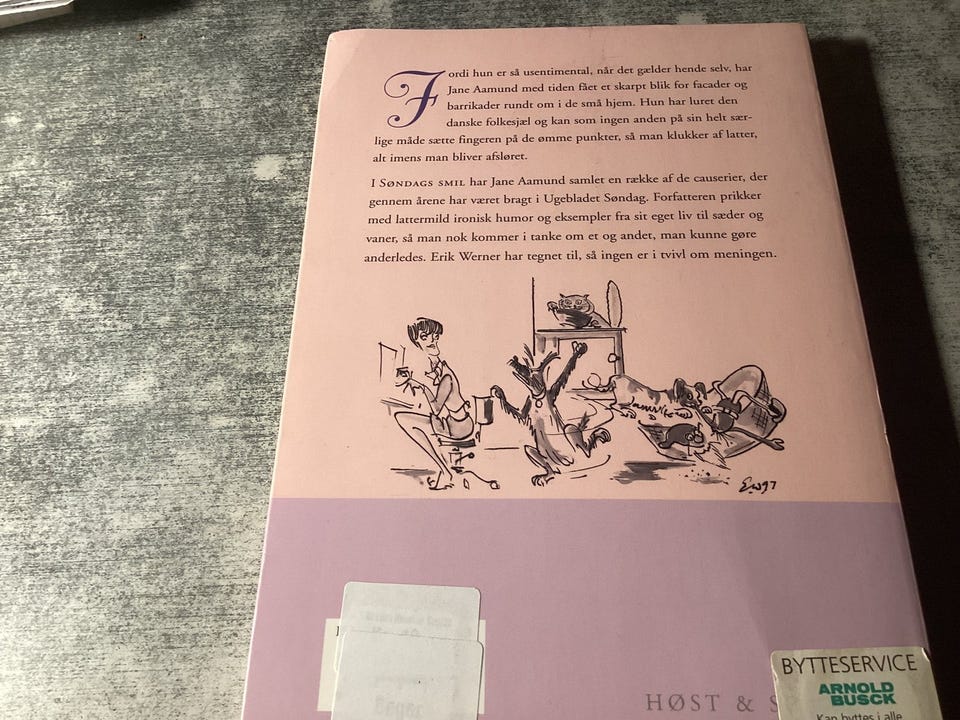 Fordi hun er så usentimental, når det gælder hende selv, har
Jane Aamund med tiden fået et skarpt blik for facader og
barrikader rundt om i de små hjem. Hun har luret den
danske folkesjæl og kan som ingen anden på sin helt sær-
lige måde sætte fingeren på de ømme punkter, så man klukker af latter,
alt imens man bliver afsløret.
I SØNDAGS SMIL har Jane Aamund samlet en række af de causerier, der
gennem årene har været bragt i Ugebladet Søndag. Forfatteren prikker
med lattermild ironisk humor og eksempler fra sit eget liv til sæder og
vaner, så man nok kommer i tanke om et og andet, man kunne gøre
anderledes. Erik Werner har tegnet til, så ingen er i tvivl om meningen.
EW97
HØST & S
BYTTESERVICE
ARNOLD
BUSCK
Kan byttes i alle